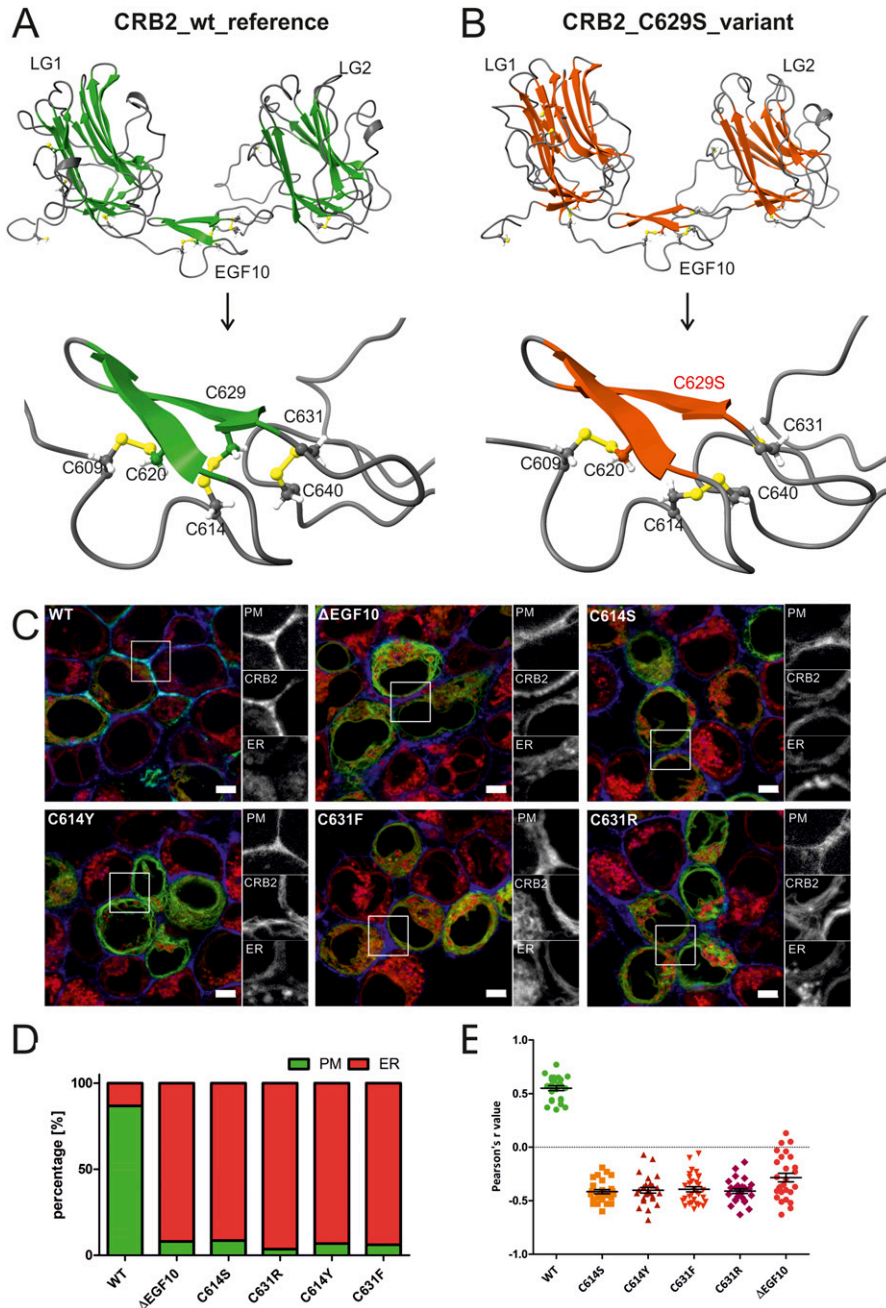 A
CRB2_wt_reference
LG1
LG2
EGF10
C629
C631
C609
C620
C640
C614
B
CRB2_C629S_variant
LG1
LG2
EGF10
C629S
C631
C609
C620
C640
C614
C
WT
PM
CRB2
ER
ΔEGF10
PM
CRB2
ER
C614S
PM
CRB2
ER
C614Y
PM
CRB2
ER
C631F
PM
CRB2
ER
C631R
PM
CRB2
ER
D
PM ER
percentage [%]
100
50
0
WT ΔEGF10 C614S C631R C614Y C631F
E
Pearson's r value
1.0
0.5
0.0
-0.5
-1.0
WT C614S C614Y C631F C631R ΔEGF10